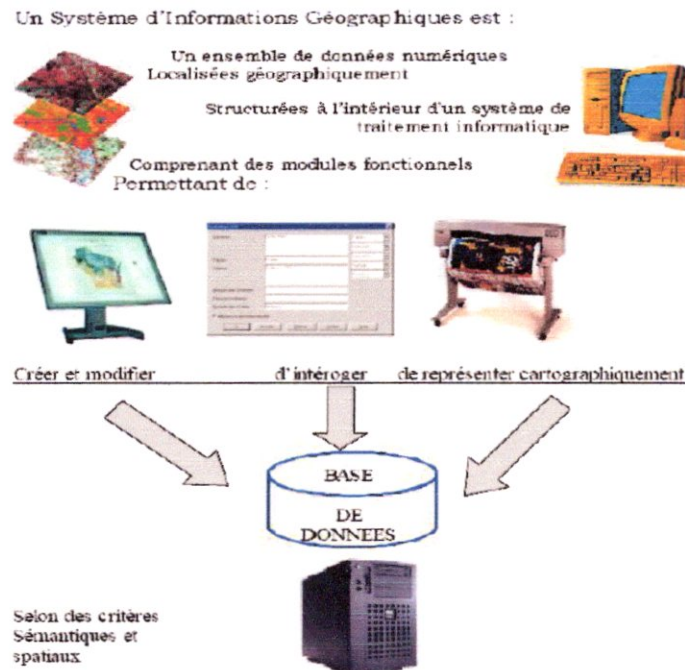 Un Système d'Informations Géographiques est :
Un ensemble de données numériques
Localisées géographiquement
Structurées à l'intérieur d'un système de
traitement informatique
Comprenant des modules fonctionnels
Permettant de :
Créer et modifier
d'intéroger
de représenter cartographiquement
BASE
DE
DONNEES
Selon des critères
Sémantiques et
spatiaux